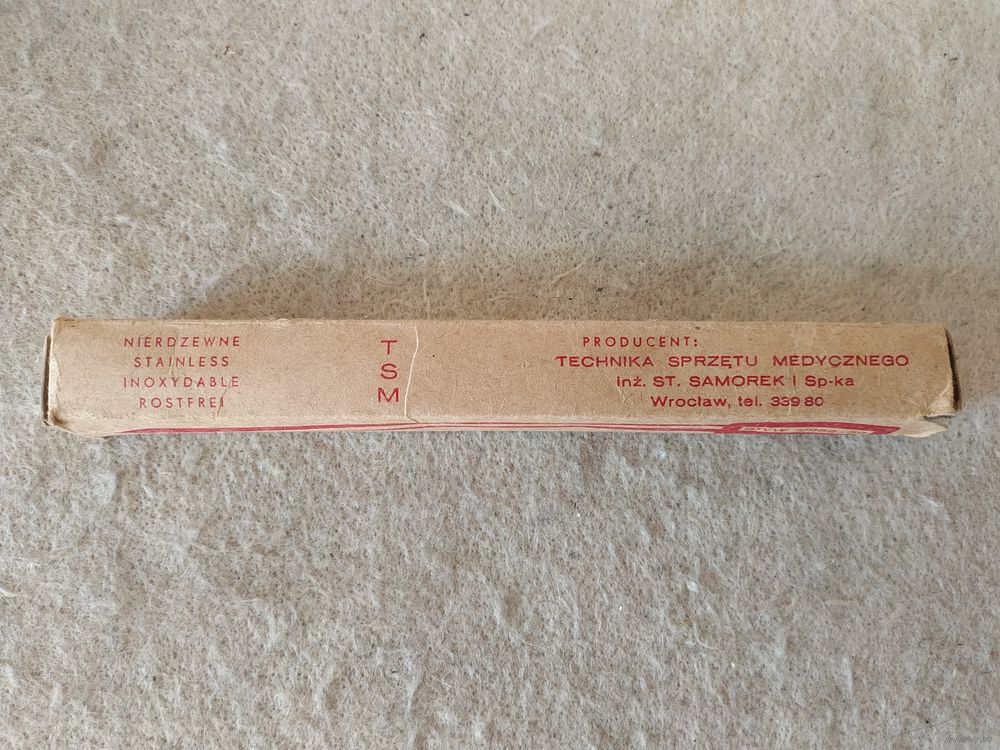 NIERDZEWNE
STAINLESS
INOXYDABLE
ROSTFREI
T
S
M
PRODUCENT:
TECHNIKA SPRZĘTU MEDYCZNEGO
inż. ST. SAMOREK i Sp-ka
Wrocław, tel. 339 80